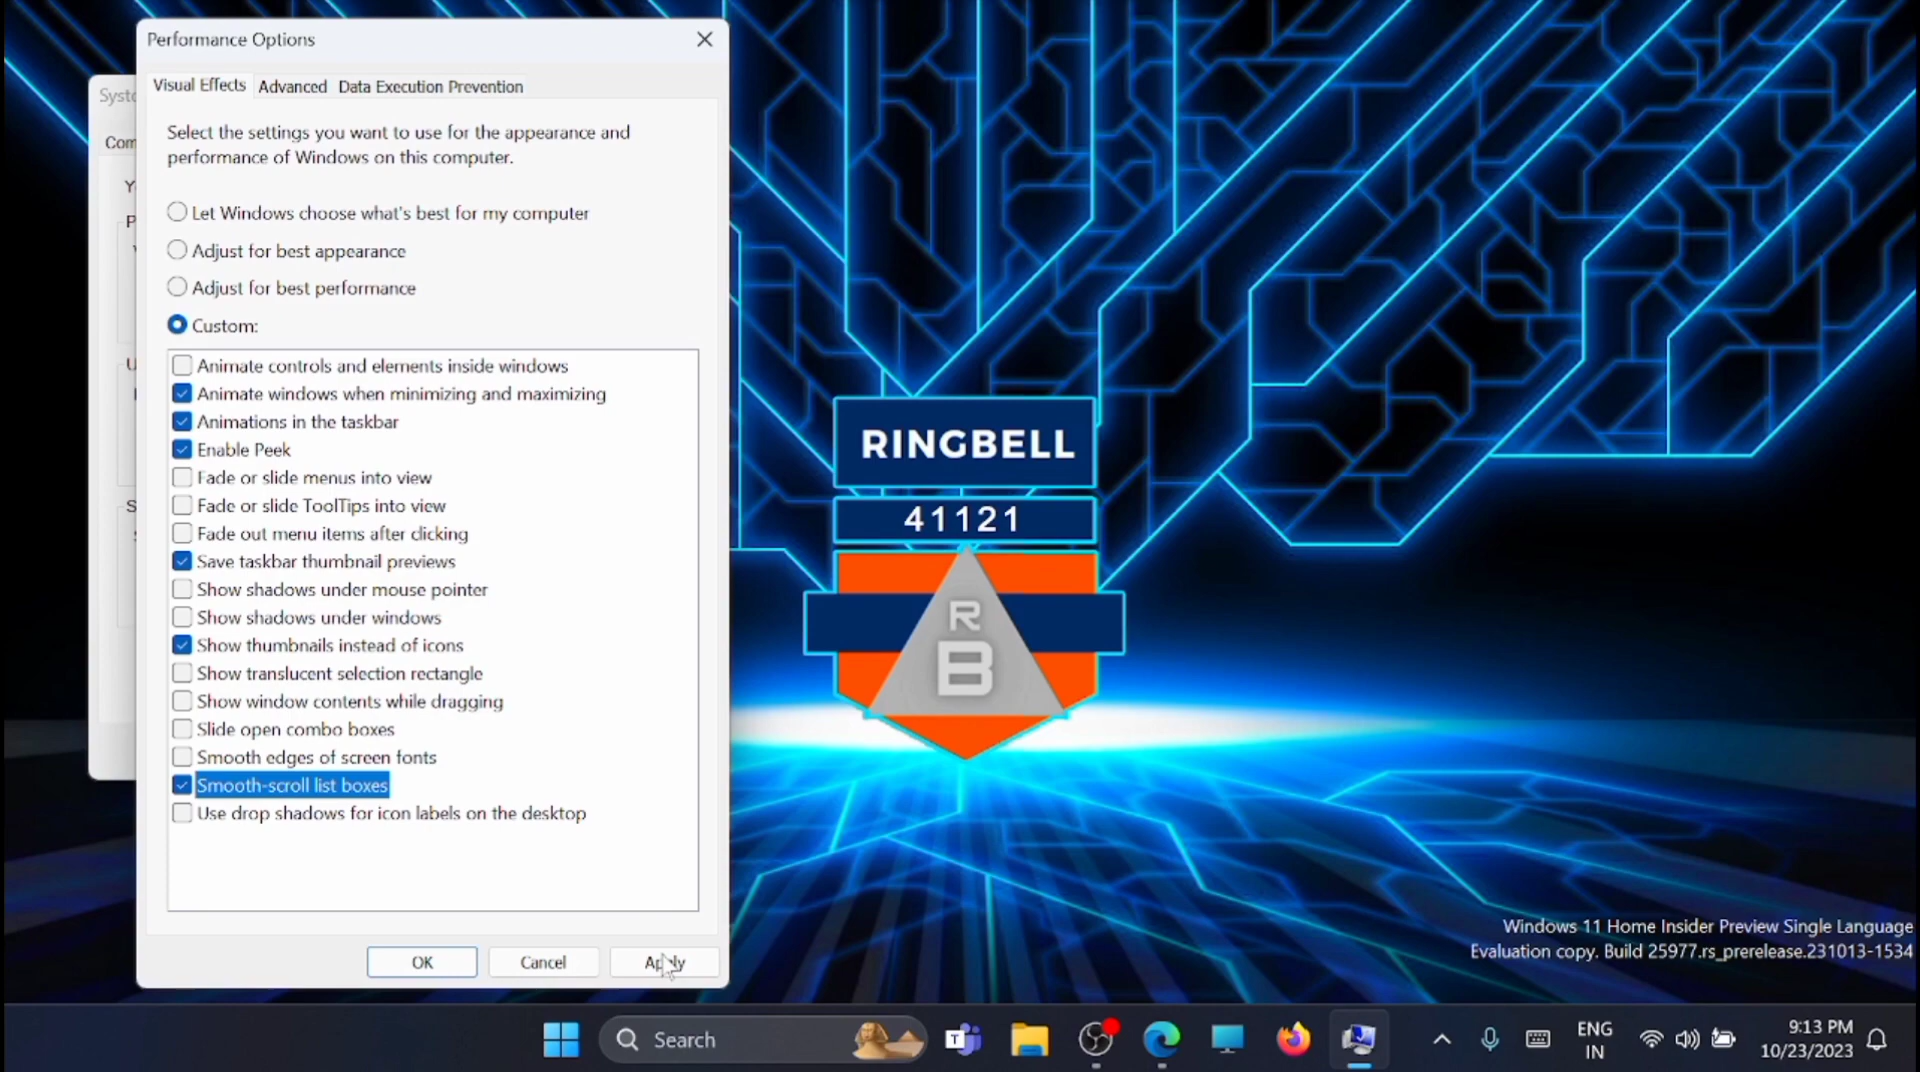 Performance Options
Syste
Com
Visual Effects
Advanced
Data Execution Prevention
Select the settings you want to use for the appearance and
performance of Windows on this computer.
Let Windows choose what's best for my computer
Adjust for best appearance
Adjust for best performance
Custom:
Animate controls and elements inside windows
Animate windows when minimizing and maximizing
Animations in the taskbar
Enable Peek
Fade or slide menus into view
Fade or slide ToolTips into view
Fade out menu items after clicking
Save taskbar thumbnail previews
Show shadows under mouse pointer
Show shadows under windows
Show thumbnails instead of icons
Show translucent selection rectangle
Show window contents while dragging
Slide open combo boxes
Smooth edges of screen fonts
Smooth-scroll list boxes
Use drop shadows for icon labels on the desktop
OK
Cancel
Apply
RINGBELL
41121
R
B
Windows 11 Home Insider Preview Single Language
Evaluation copy. Build 25977.rs_prerelease.231013-1534
Search
T
ENG
IN
9:13 PM
10/23/2023